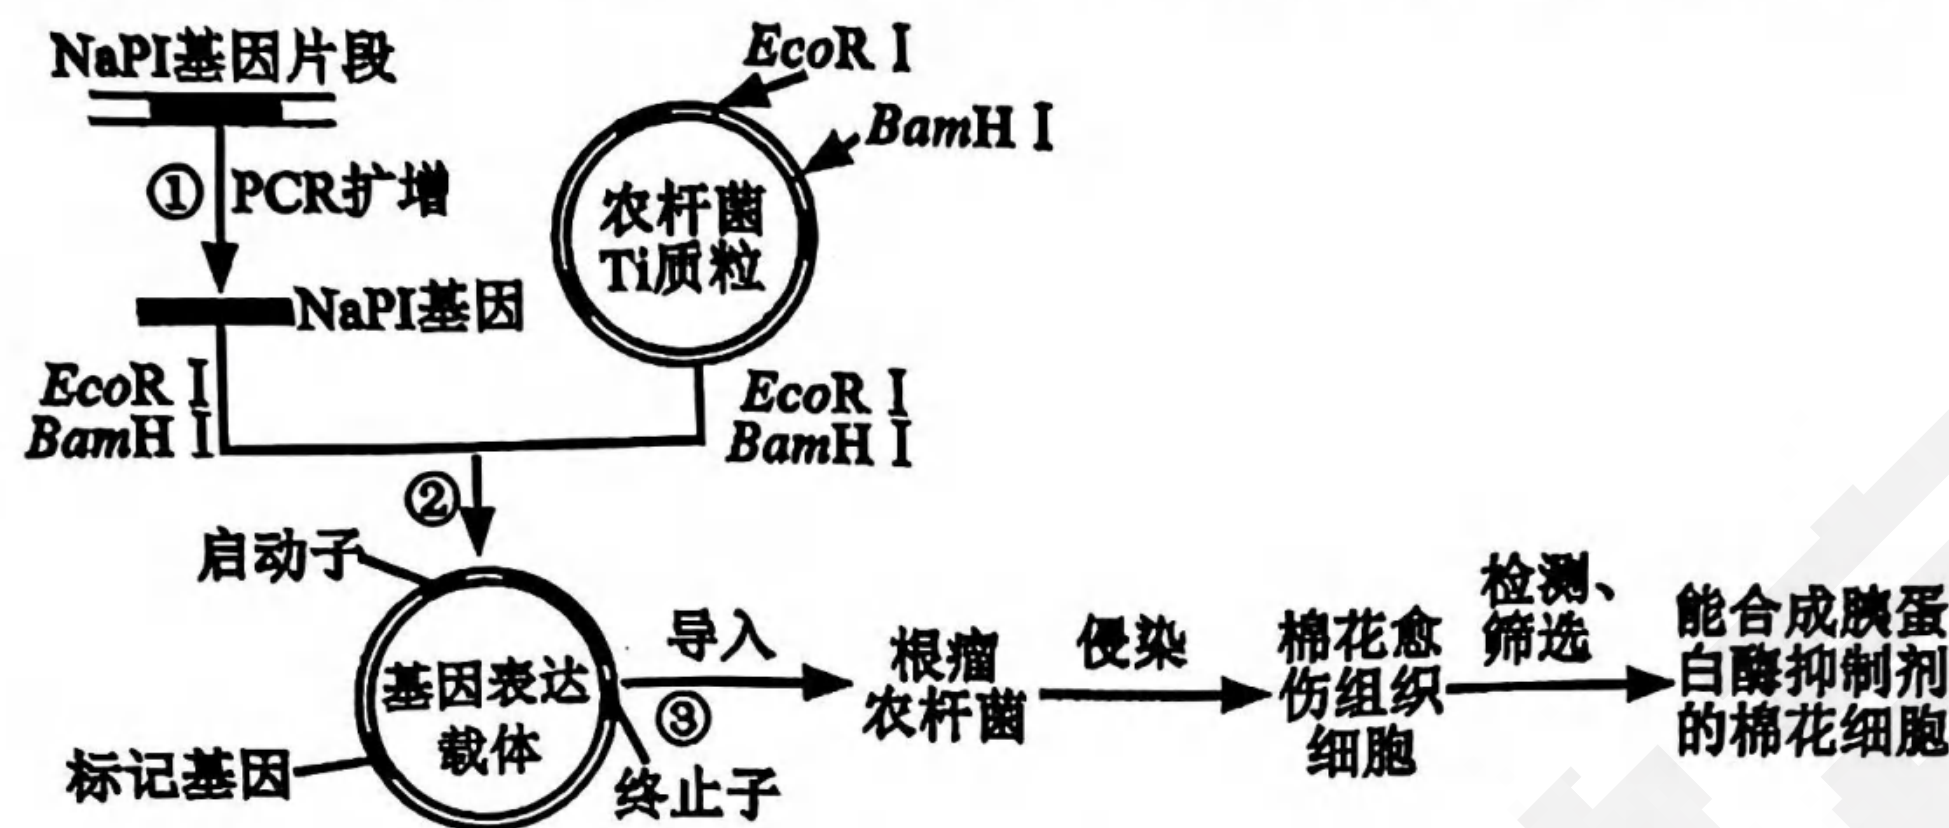 NaPI基因片段
EcoR Ⅰ
BamH Ⅰ
① PCR扩增
农杆菌
Ti质粒
NaPI基因
EcoR Ⅰ
BamH Ⅰ
EcoR Ⅰ
BamH Ⅰ
②
启动子
基因表达
载体
标记基因
终止子
导入
③
根瘤
农杆菌
侵染
棉花愈
伤组织
细胞
检测、
筛选
能合成胰蛋
白酶抑制剂
的棉花细胞